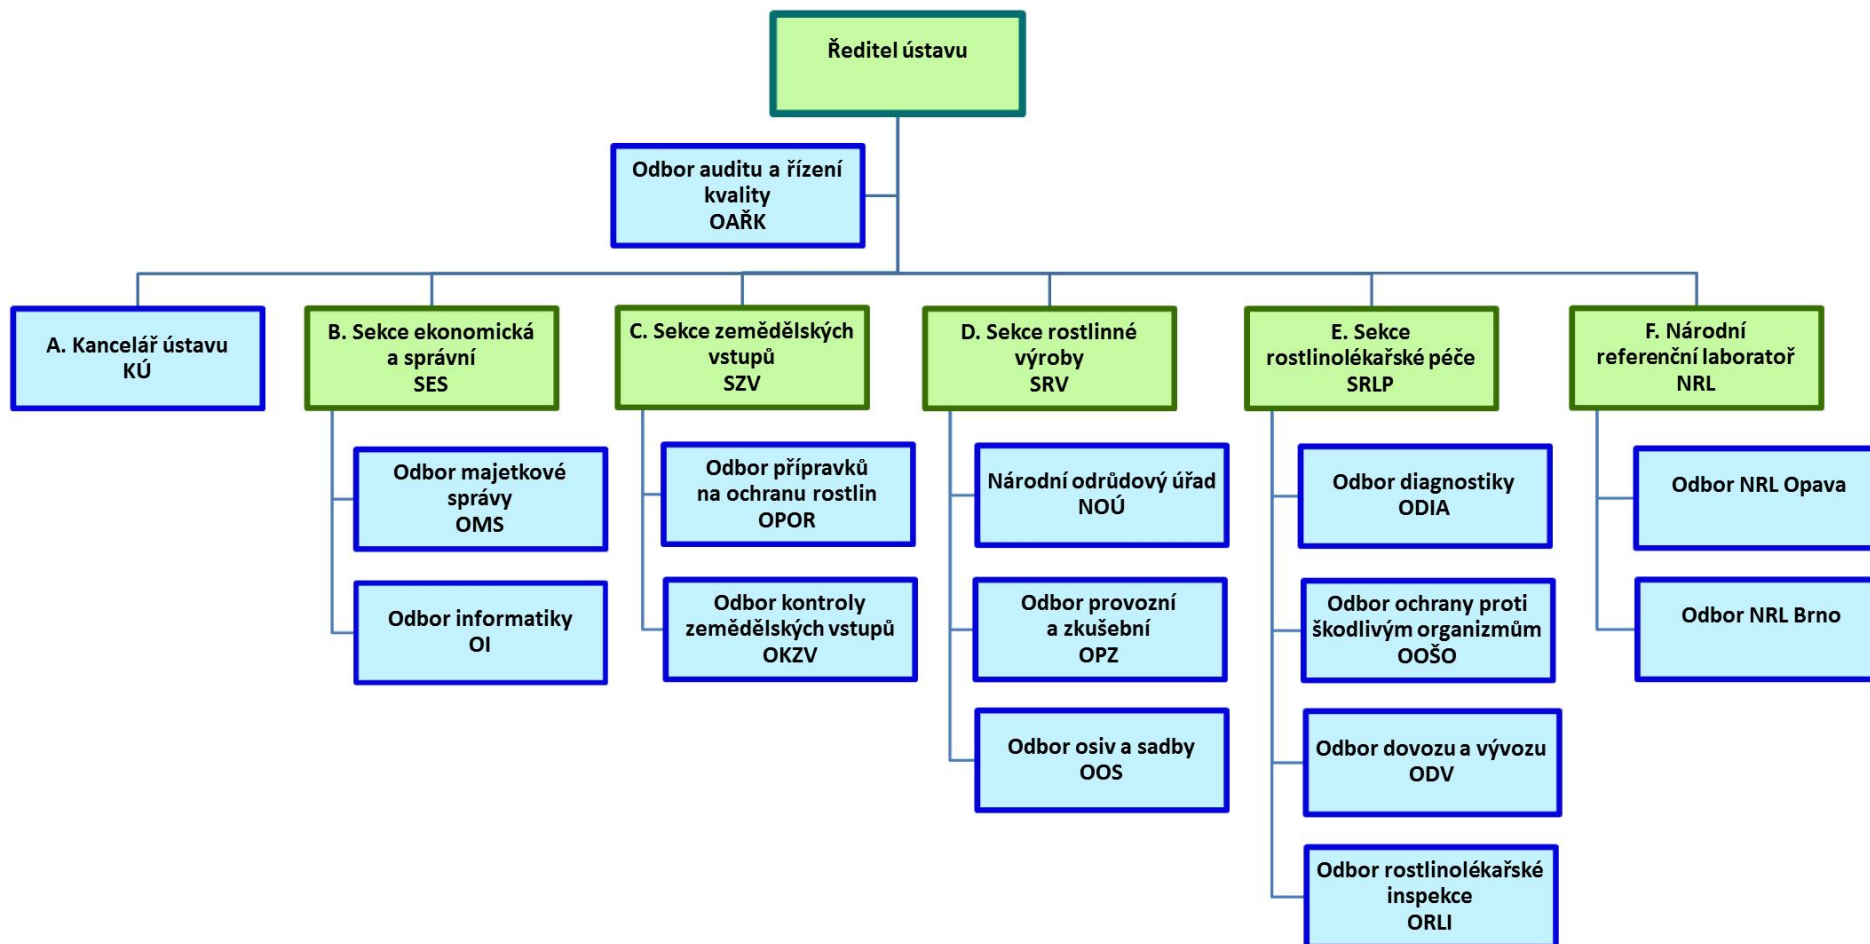 Ředitel ústavu
Odbor auditu a řízení
kvality
OAŘK
A. Kancelář ústavu
KÚ
B. Sekce ekonomická
a správní
SES
C. Sekce zemědělských
vstupů
SZV
D. Sekce rostlinné
výroby
SRV
E. Sekce
rostlinolékařské péče
SRLP
F. Národní
referenční laboratoř
NRL
Odbor majetkové
správy
OMS
Odbor přípravků
na ochranu rostlin
OPOR
Národní odrůdový úřad
NOÚ
Odbor diagnostiky
ODIA
Odbor NRL Opava
Odbor informatiky
OI
Odbor kontroly
zemědělských vstupů
OKZV
Odbor provozní
a zkušební
OPZ
Odbor ochrany proti
škodlivým organizmům
OOŠO
Odbor NRL Brno
Odbor osiv a sadby
OOS
Odbor dovozu a vývozu
ODV
Odbor rostlinolékařské
inspekce
ORLI